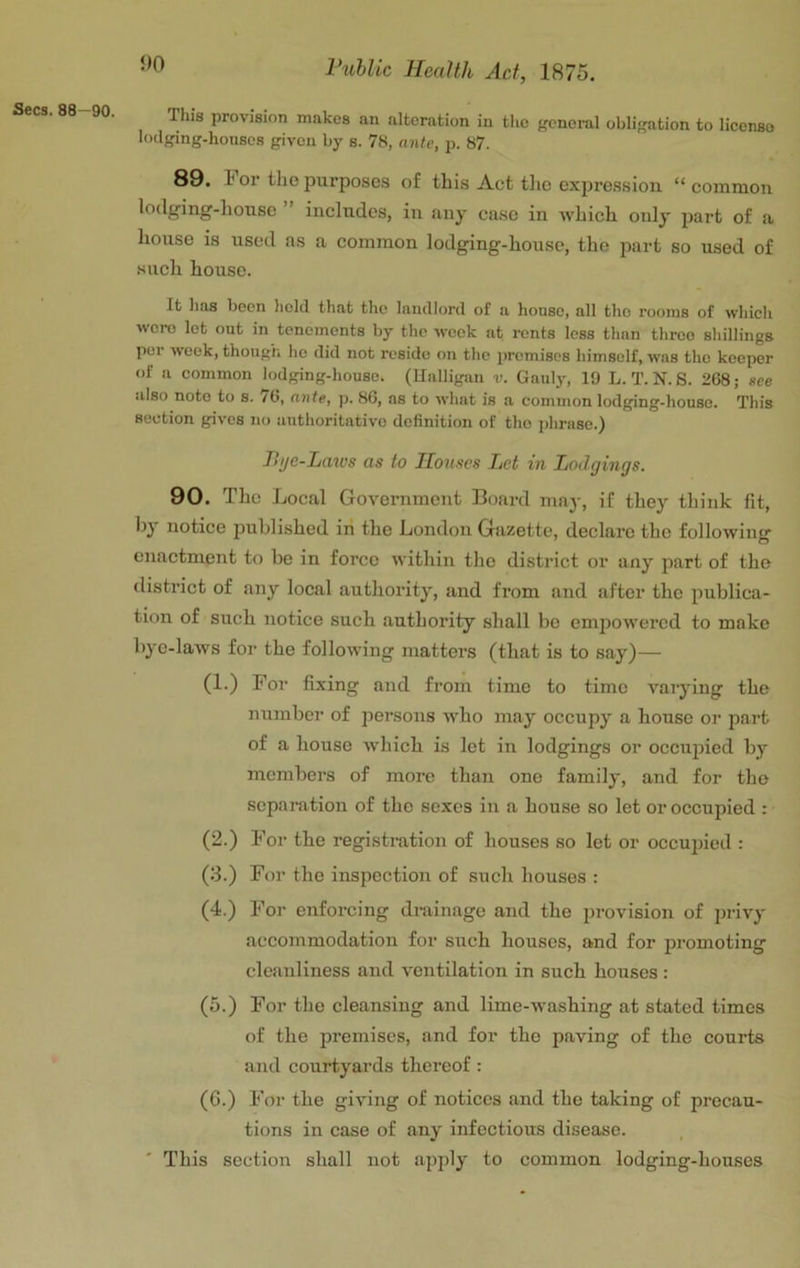 90
Public Health Act, 1875.
Secs. 88–90.
This provision makes an alteration in the general obligation to license
lodging-houses given by s. 78, ante, p. 87.
89. For the purposes of this Act the expression “ common
lodging-house ” includes, in any case in which only part of a
house is used as a common lodging-house, the part so used of
such house.
It has been held that the landlord of a house, all the rooms of which
were let out in tenements by the week at rents less than three shillings
per week, though he did not reside on the premises himself, was the keeper
of a common lodging-house. (Halligan v. Gauly, 19 L. T. N. S. 268; see
also note to s. 76, ante, p. 86, as to what is a common lodging-house. This
section gives no authoritative definition of the phrase.)
Bye-Laws as to Houses Let in Lodgings.
90. The Local Government Board may, if they think fit,
by notice published in the London Gazette, declare the following
enactment to be in force within the district or any part of the
district of any local authority, and from and after the publica-
tion of such notice such authority shall be empowered to make
bye-laws for the following matters (that is to say)—
(1.) For fixing and from time to time varying the
number of persons who may occupy a house or part
of a house which is let in lodgings or occupied by
members of more than one family, and for the
separation of the sexes in a house so let or occupied :
(2.) For the registration of houses so let or occupied :
(3.) For the inspection of such houses :
(4.) For enforcing drainage and the provision of privy
accommodation for such houses, and for promoting
cleanliness and ventilation in such houses :
(5.) For the cleansing and lime-washing at stated times
of the premises, and for the paving of the courts
and courtyards thereof :
(6.) For the giving of notices and the taking of precau-
tions in case of any infectious disease.
This section shall not apply to common lodging-houses